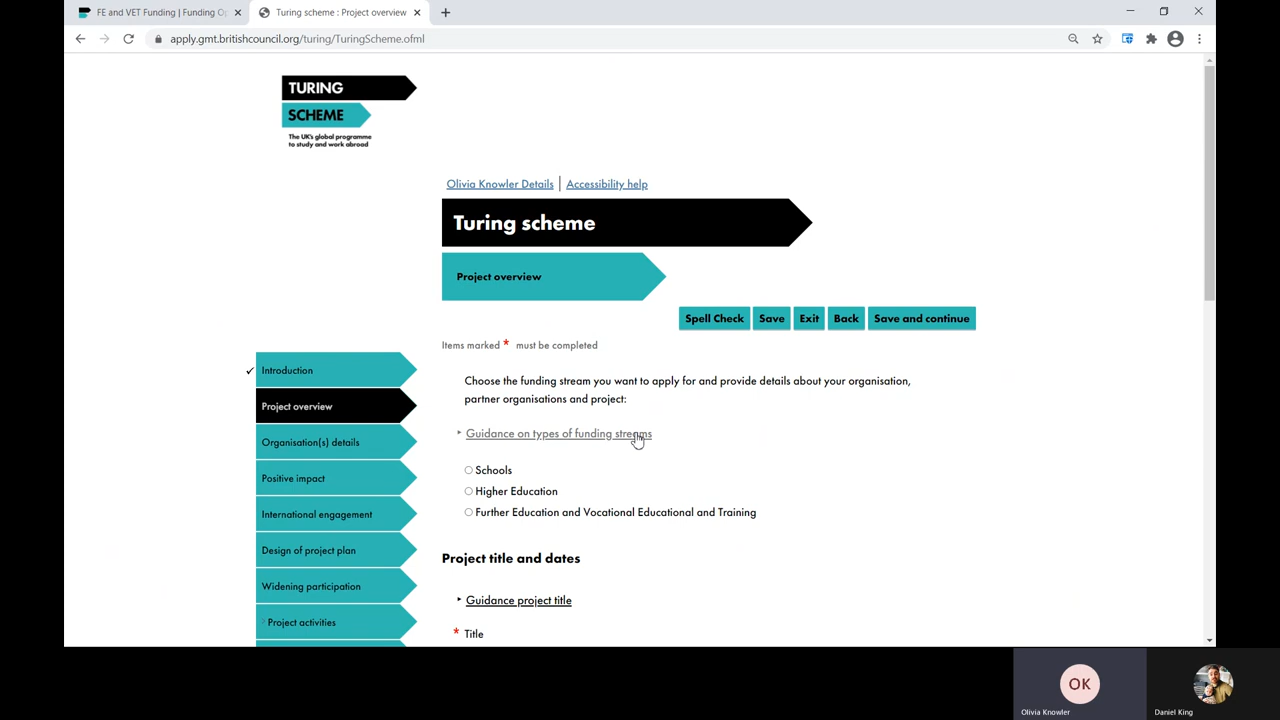 FE and VET Funding | Funding Op
Turing scheme : Project overview
apply.gmt.britishcouncil.org/turing/TuringScheme.ofml
TURING
SCHEME
The UK's global programme
to study and work abroad
Olivia Knowler Details | Accessibility help
Turing scheme
Project overview
Spell Check Save Exit Back Save and continue
Items marked * must be completed
✓ Introduction
Project overview
Organisation(s) details
Positive impact
International engagement
Design of project plan
Widening participation
Project activities
Choose the funding stream you want to apply for and provide details about your organisation,
partner organisations and project:
Guidance on types of funding streams
Schools
Higher Education
Further Education and Vocational Educational and Training
Project title and dates
Guidance project title
* Title
OK
Olivia Knowler
Daniel King